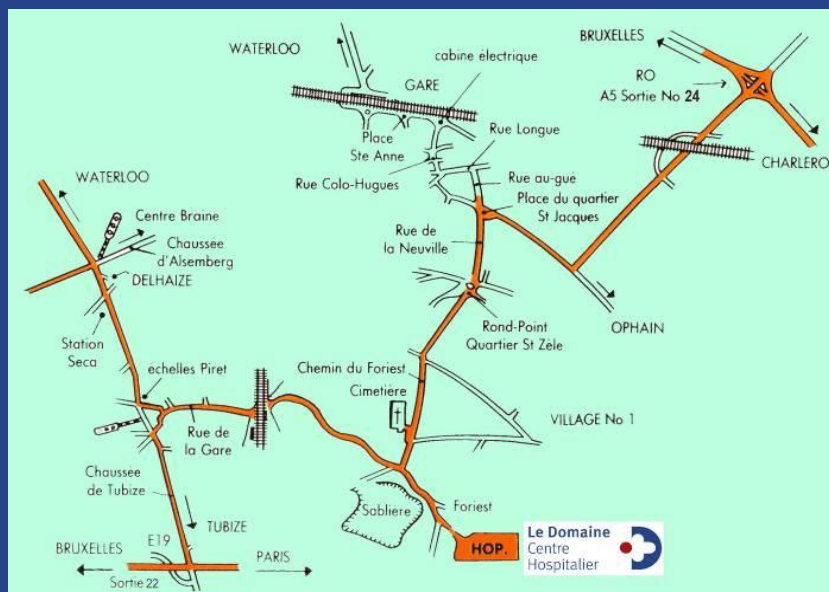 BRUXELLES
WATERLOO
cabine électrique
GARE
RO
A5 Sortie No 24
Place
Ste Anne
Rue Longue
CHARLERO
Rue Colo-Hugues
Rue au-gué
Place du quartier
St Jacques
WATERLOO
Centre Braine
Chaussée
d'Alsemberg
DELHAIZE
Rue de
la Neuville
Station
Seca
OPHAIN
Rond-Point
Quartier St Zèle
echelles Piret
Chemin du Foriest
Cimetière
VILLAGE No 1
Rue de
la Gare
Chaussee
de Tubize
Sablière
Foriest
TUBIZE
E19
BRUXELLES
PARIS
Sortie 22
HOP.
Le Domaine
Centre
Hospitalier